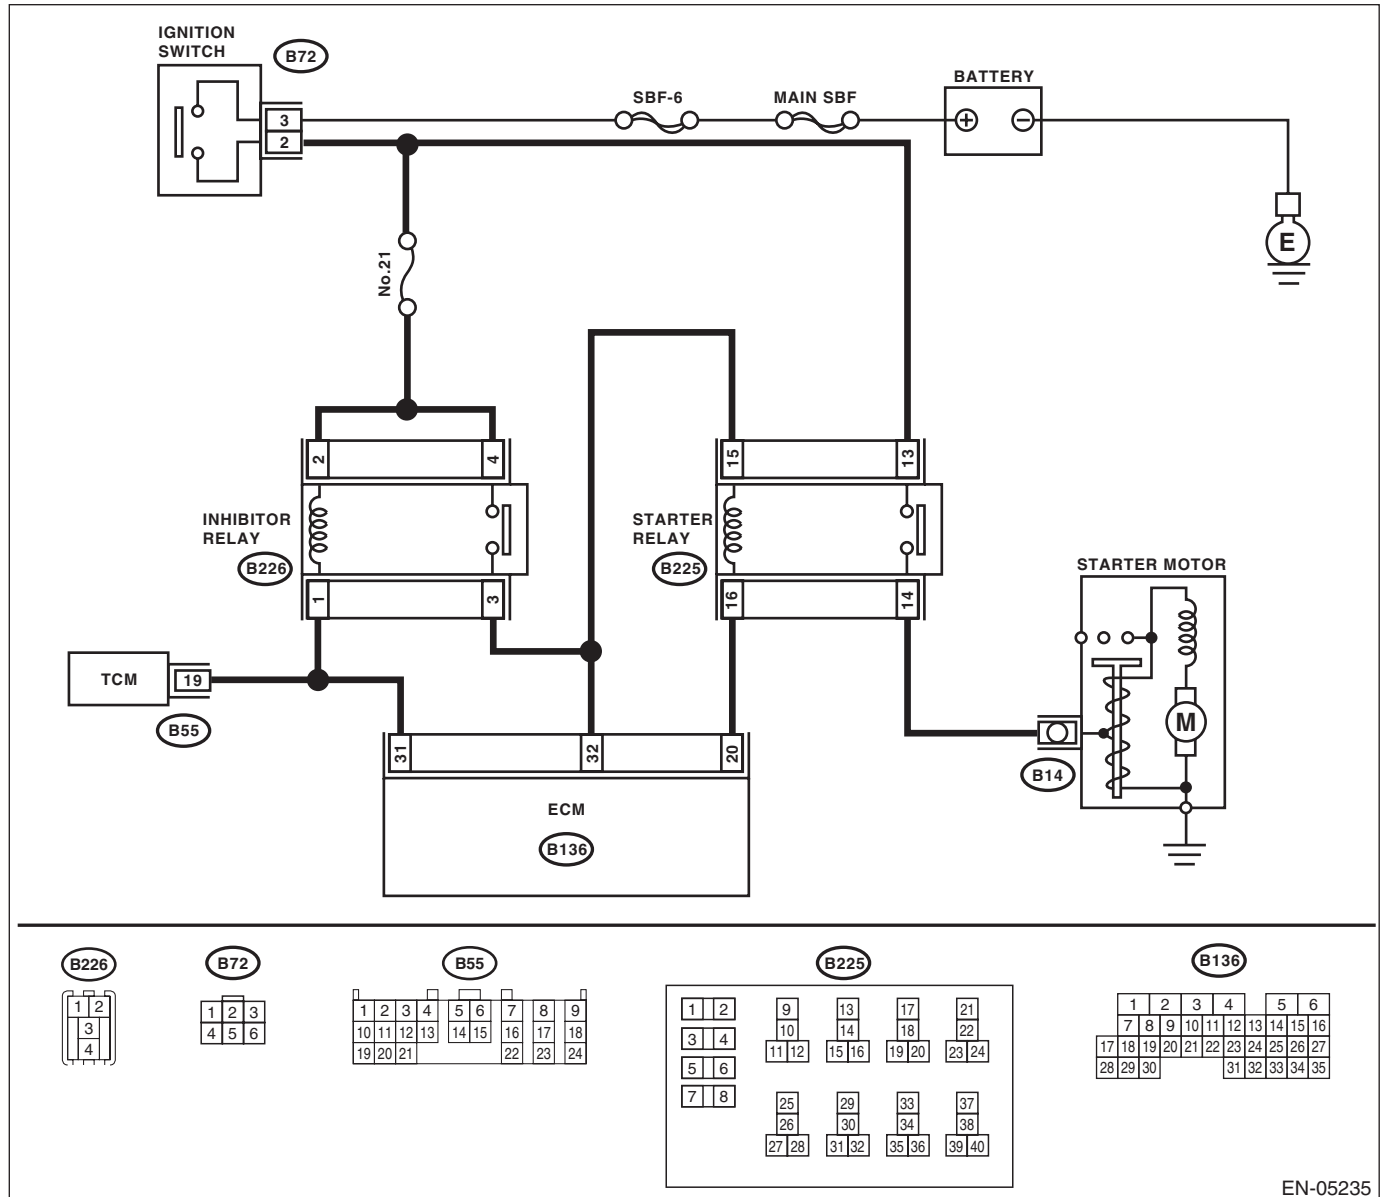 IGNITION
SWITCH
B72
3
2
SBF-6
MAIN SBF
BATTERY
+
−
E
No.21
2
4
15
13
INHIBITOR
RELAY
B226
STARTER
RELAY
B225
1
3
16
14
STARTER MOTOR
M
TCM
19
B55
B14
31
32
20
ECM
B136
B226
1 2
3
4
B72
1 2 3
4 5 6
B55
1 2 3 4 5 6 7 8 9
10 11 12 13 14 15 16 17 18
19 20 21 22 23 24
B225
1 2
3 4
5 6
7 8
9
10
11 12
13
14
15 16
17
18
19 20
21
22
23 24
25
26
27 28
29
30
31 32
33
34
35 36
37
38
39 40
B136
1 2 3 4 5 6
7 8 9 10 11 12 13 14 15 16
17 18 19 20 21 22 23 24 25 26 27
28 29 30 31 32 33 34 35
EN-05235